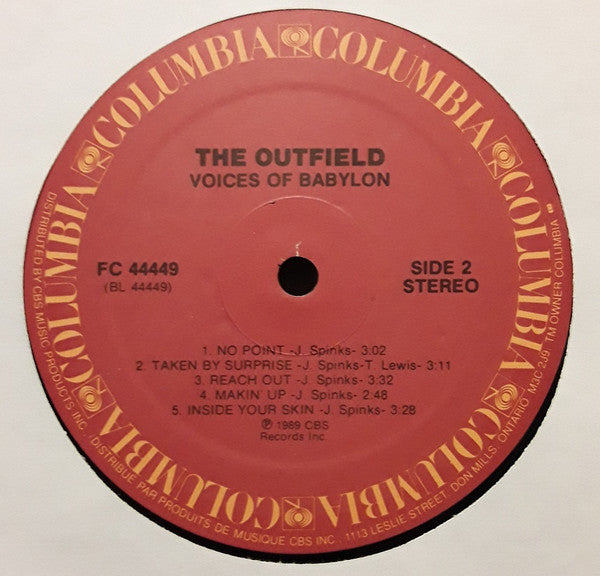 COLUMBIA COLUMBIA COLUMBIA COLUMBIA COLUMBIA COLUMBIA COLUMBIA COLUMBIA
THE OUTFIELD
VOICES OF BABYLON
FC 44449
(BL 44449)
SIDE 2
STEREO
1. NO POINT -J. Spinks- 3:02
2. TAKEN BY SURPRISE -J. Spinks-T. Lewis- 3:11
3. REACH OUT -J. Spinks- 3:32
4. MAKIN' UP -J. Spinks- 2:48
5. INSIDE YOUR SKIN -J. Spinks- 3:28
Ⓟ 1989 CBS
Records Inc.
DISTRIBUTED BY CBS MUSIC PRODUCTS INC. · DISTRIBUE PAR PRODUITS DE MUSIQUE CBS INC. · 1113 LESLIE STREET DON MILLS, ONTARIO M3C 2J9 TM OWNER COLUMBIA